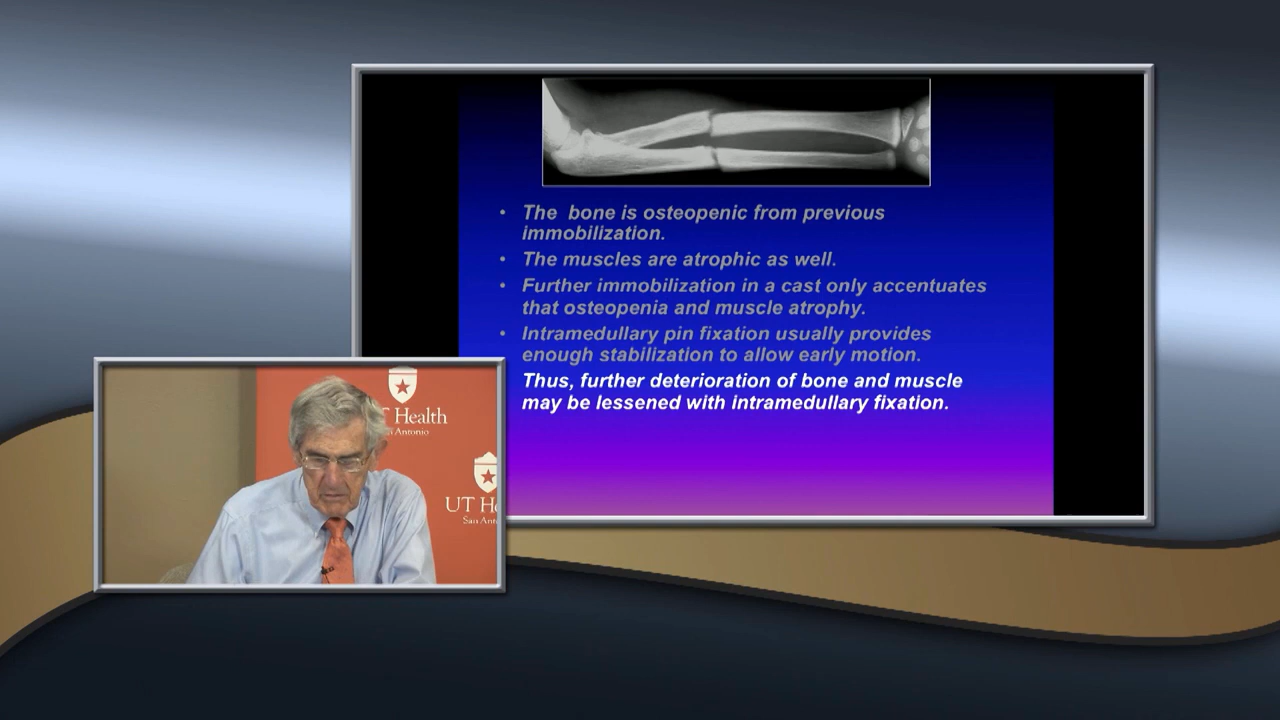 • The bone is osteopenic from previous
immobilization.
• The muscles are atrophic as well.
• Further immobilization in a cast only accentuates
that osteopenia and muscle atrophy.
• Intramedullary pin fixation usually provides
enough stabilization to allow early motion.
Thus, further deterioration of bone and muscle
may be lessened with intramedullary fixation.
Health
Antonio
UT
San